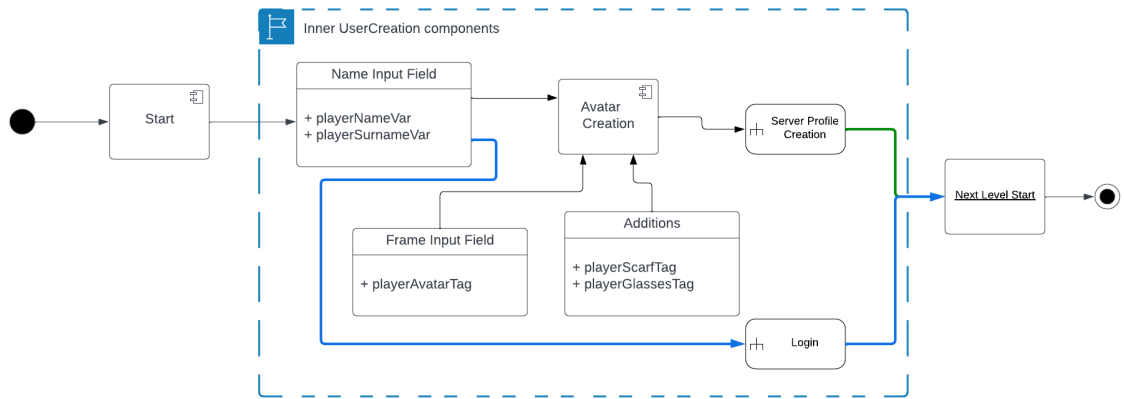 Inner UserCreation components
Start
Name Input Field
+ playerNameVar
+ playerSurnameVar
Avatar
Creation
Server Profile
Creation
Next Level Start
Frame Input Field
+ playerAvatarTag
Additions
+ playerScarfTag
+ playerGlassesTag
Login